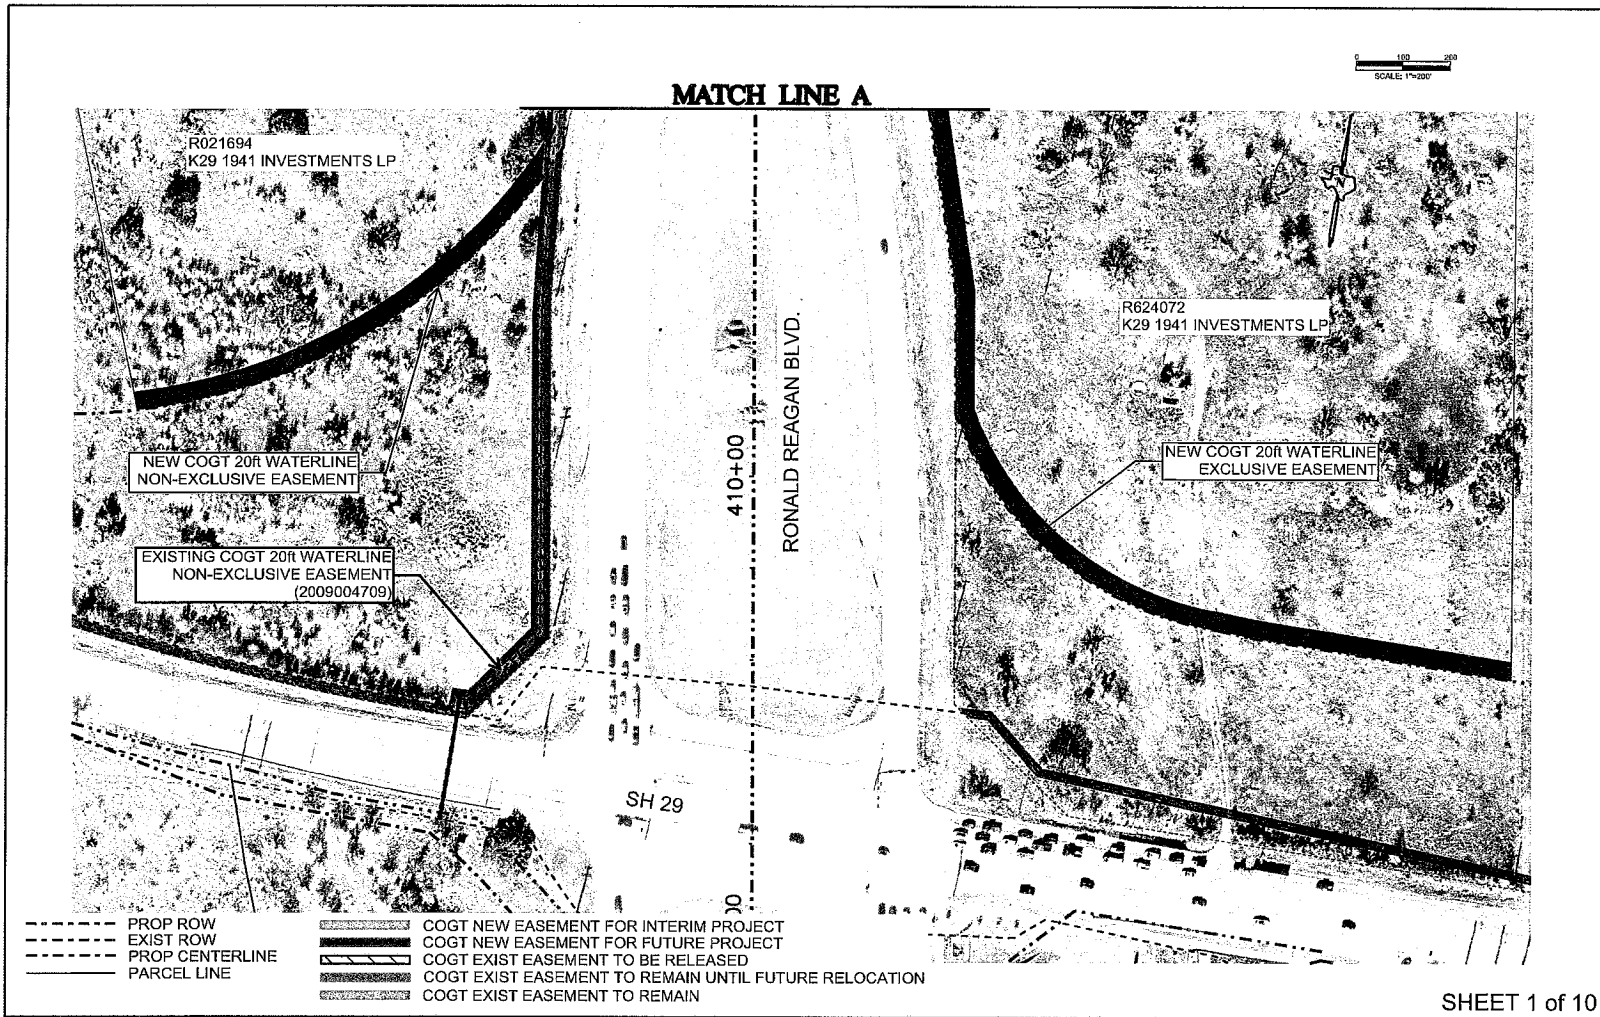 0 100 200
SCALE: 1"=200'
MATCH LINE A
R021694
K29 1941 INVESTMENTS LP
N
R624072
K29 1941 INVESTMENTS LP
RONALD REAGAN BLVD.
410+00
NEW COGT 20ft WATERLINE
NON-EXCLUSIVE EASEMENT
NEW COGT 20ft WATERLINE
EXCLUSIVE EASEMENT
EXISTING COGT 20ft WATERLINE
NON-EXCLUSIVE EASEMENT
(2009004709)
SH 29
00
PROP ROW
EXIST ROW
PROP CENTERLINE
PARCEL LINE
COGT NEW EASEMENT FOR INTERIM PROJECT
COGT NEW EASEMENT FOR FUTURE PROJECT
COGT EXIST EASEMENT TO BE RELEASED
COGT EXIST EASEMENT TO REMAIN UNTIL FUTURE RELOCATION
COGT EXIST EASEMENT TO REMAIN
SHEET 1 of 10